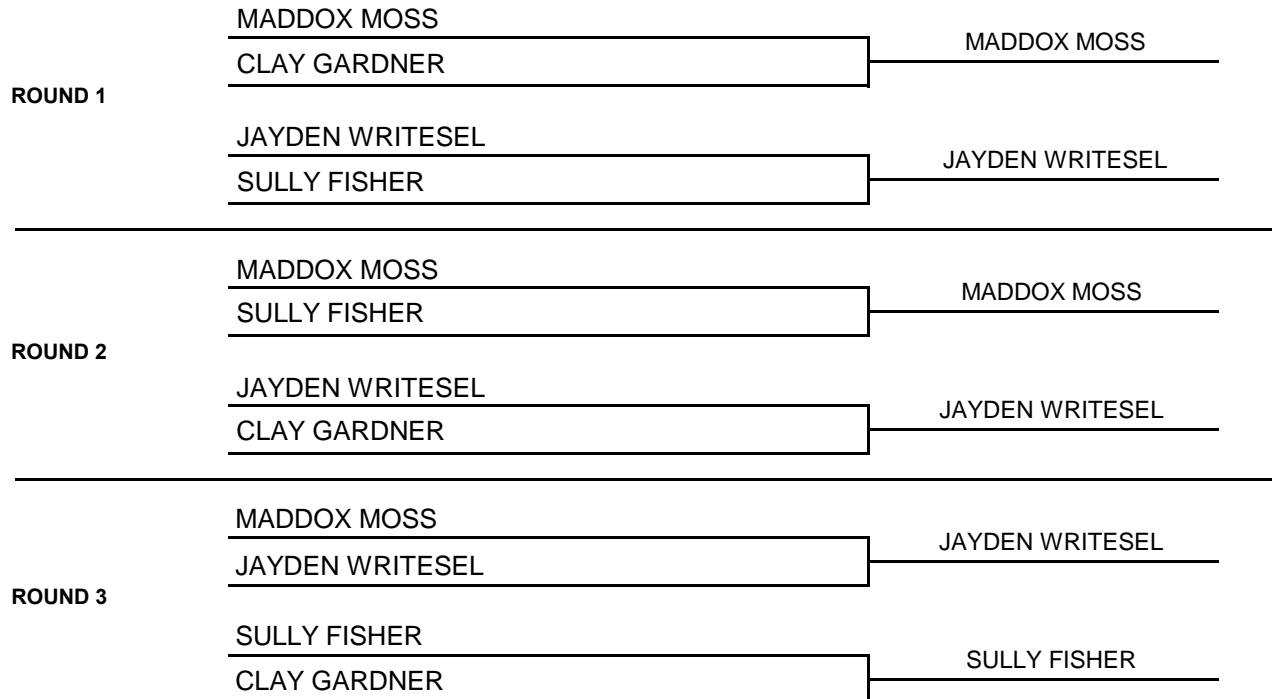 MADDOX MOSS
MADDOX MOSS
CLAY GARDNER
ROUND 1
JAYDEN WRITESEL
JAYDEN WRITESEL
SULLY FISHER
MADDOX MOSS
MADDOX MOSS
SULLY FISHER
ROUND 2
JAYDEN WRITESEL
JAYDEN WRITESEL
CLAY GARDNER
MADDOX MOSS
JAYDEN WRITESEL
JAYDEN WRITESEL
ROUND 3
SULLY FISHER
SULLY FISHER
CLAY GARDNER